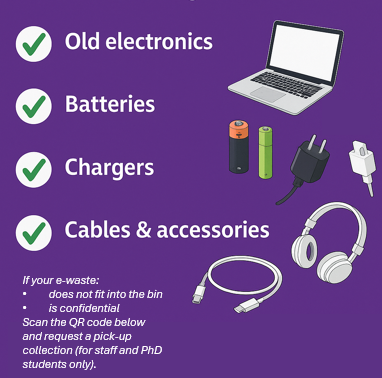 Old electronics
Batteries
Chargers
Cables & accessories
If your e-waste:
• does not fit into the bin
• is confidential
Scan the QR code below
and request a pick-up
collection (for staff and PhD
students only).